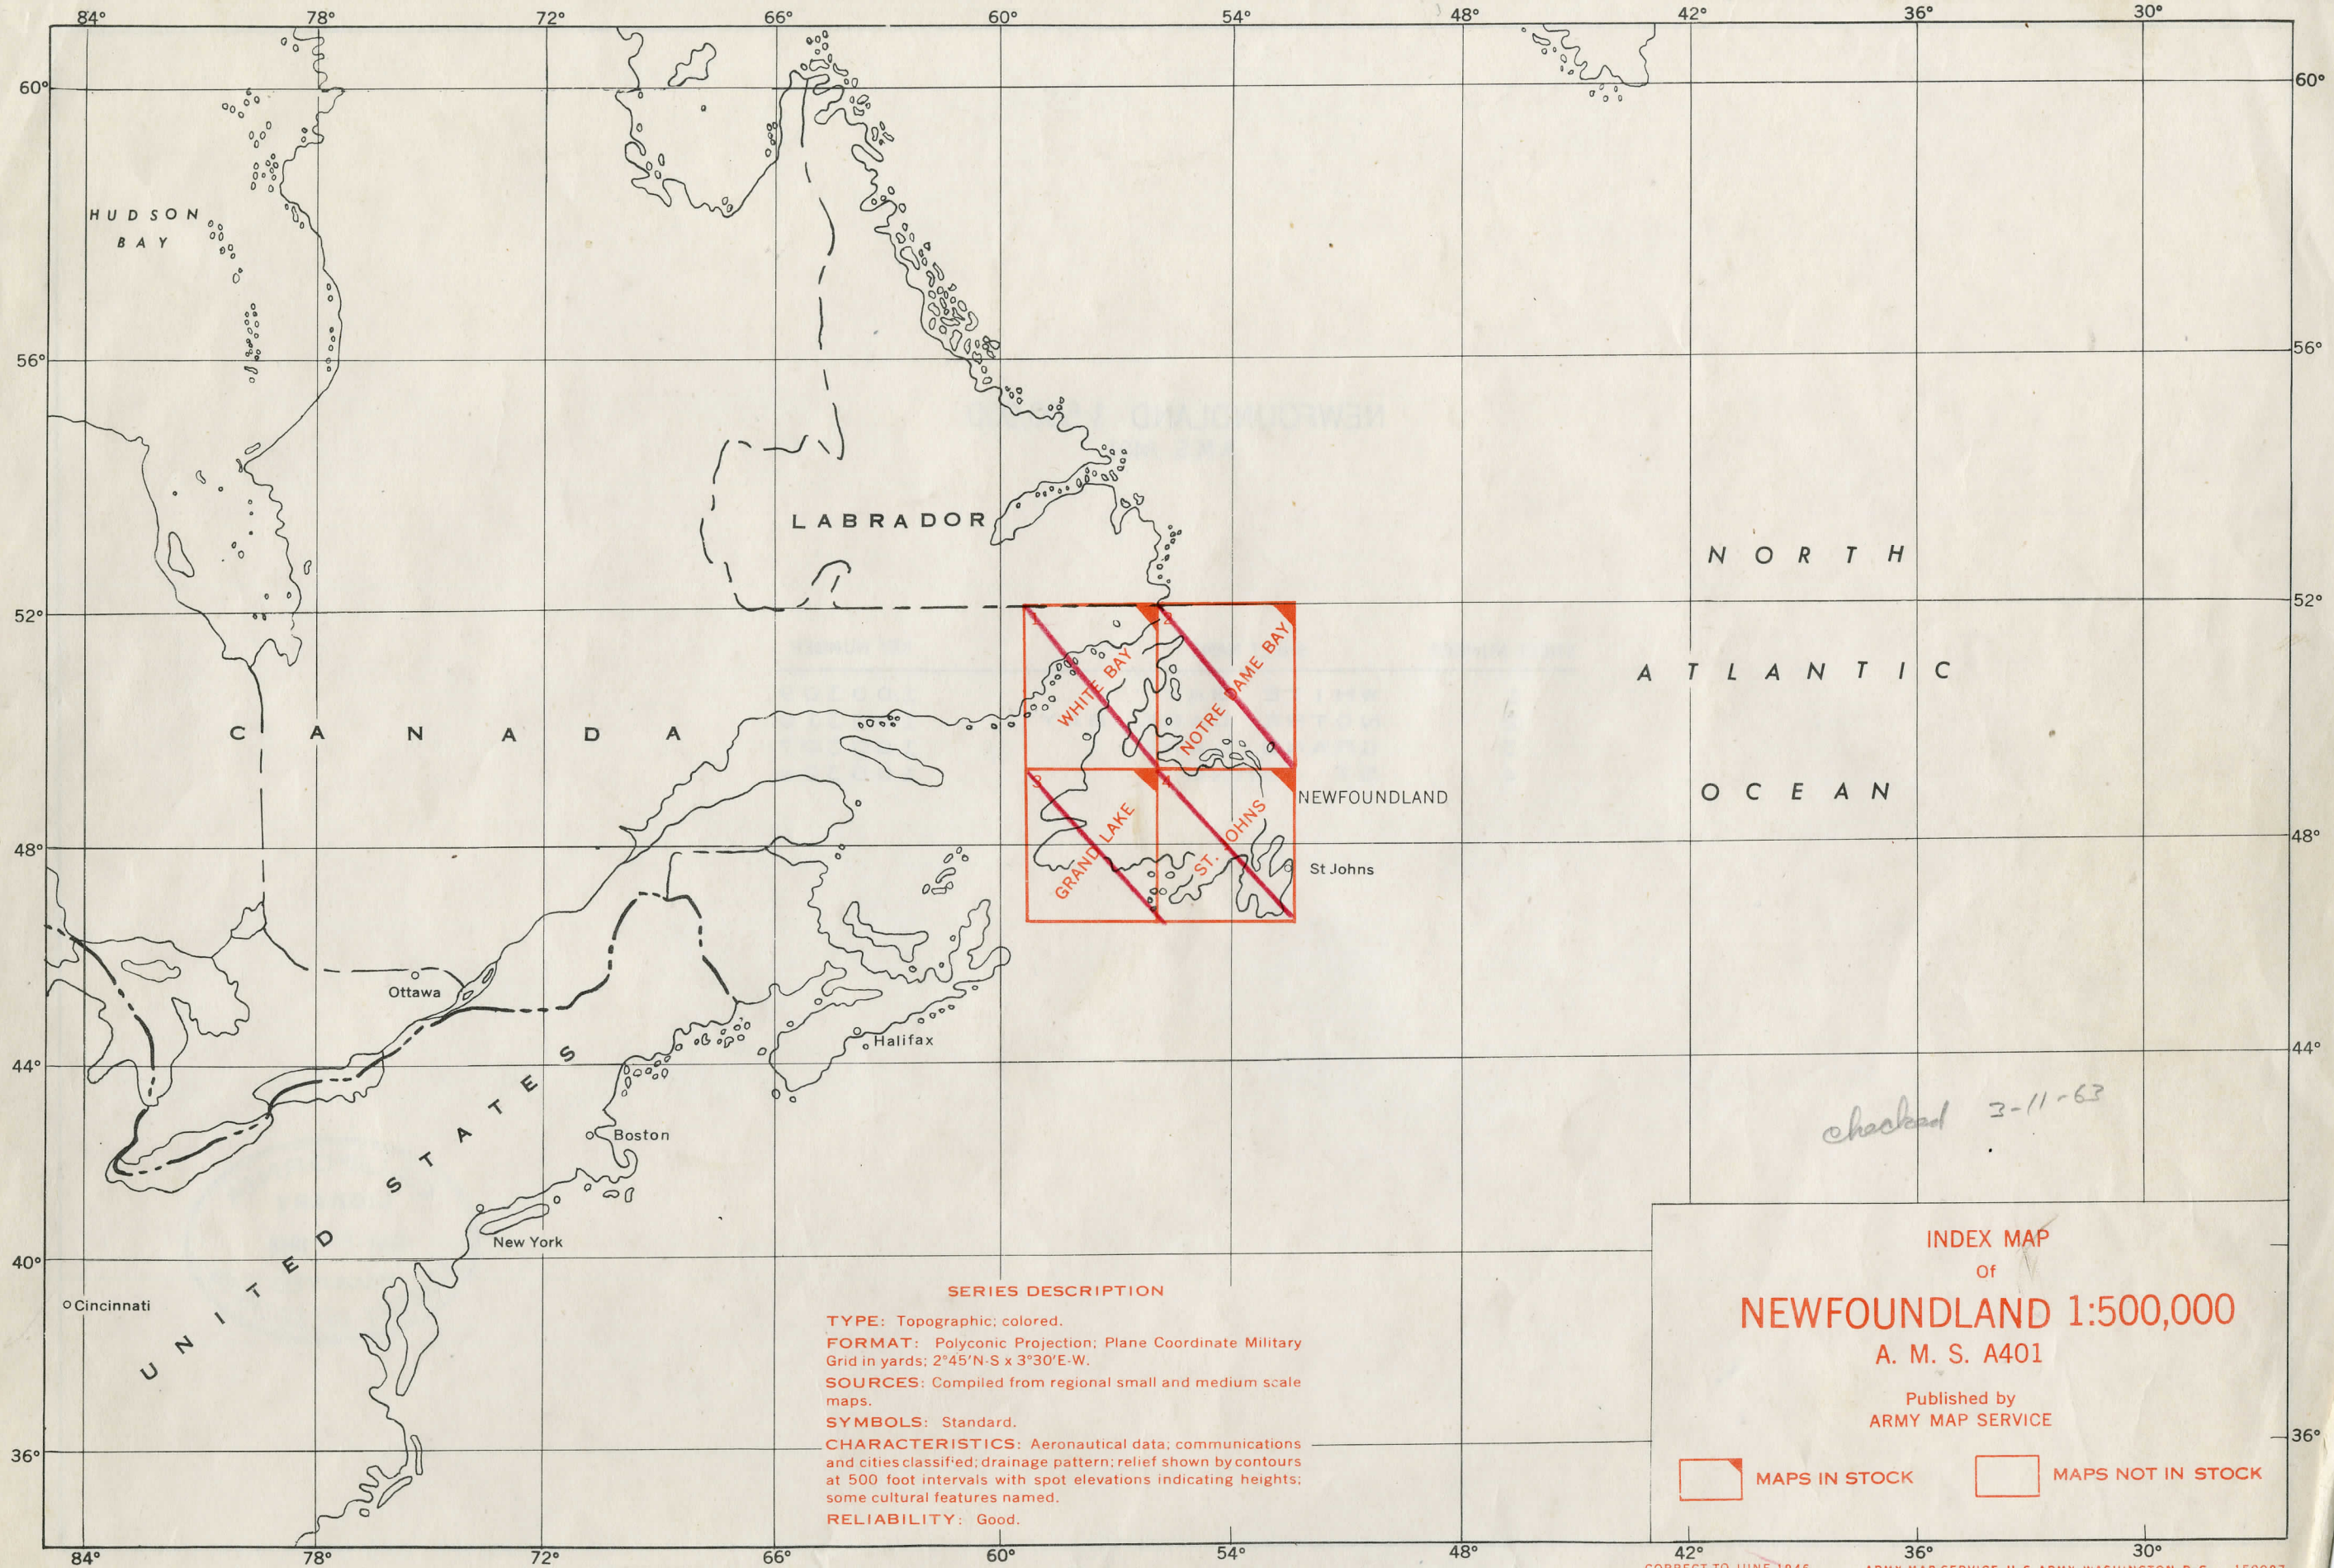 84° 78° 72° 66° 60° 54° 48° 42° 36° 30°
60° 60°
HUDSON
BAY
56° 56°
LABRADOR
NORTH
52° 52°
1 2
WHITE BAY
NOTRE DAME BAY
ATLANTIC
CANADA
OCEAN
3 4
NEWFOUNDLAND
GRAND LAKE
ST. JOHNS
48° 48°
St Johns
Ottawa
Halifax
44° 44°
checked 3-11-63
Boston
UNITED STATES
New York
40°
Cincinnati
36° 36°
SERIES DESCRIPTION
TYPE: Topographic; colored.
FORMAT: Polyconic Projection; Plane Coordinate Military
Grid in yards; 2°45'N-S x 3°30'E-W.
SOURCES: Compiled from regional small and medium scale
maps.
SYMBOLS: Standard.
CHARACTERISTICS: Aeronautical data; communications
and cities classified; drainage pattern; relief shown by contours
at 500 foot intervals with spot elevations indicating heights;
some cultural features named.
RELIABILITY: Good.
INDEX MAP
Of
NEWFOUNDLAND 1:500,000
A. M. S. A401
Published by
ARMY MAP SERVICE
MAPS IN STOCK MAPS NOT IN STOCK
84° 78° 72° 66° 60° 54° 48° 42° 36° 30°